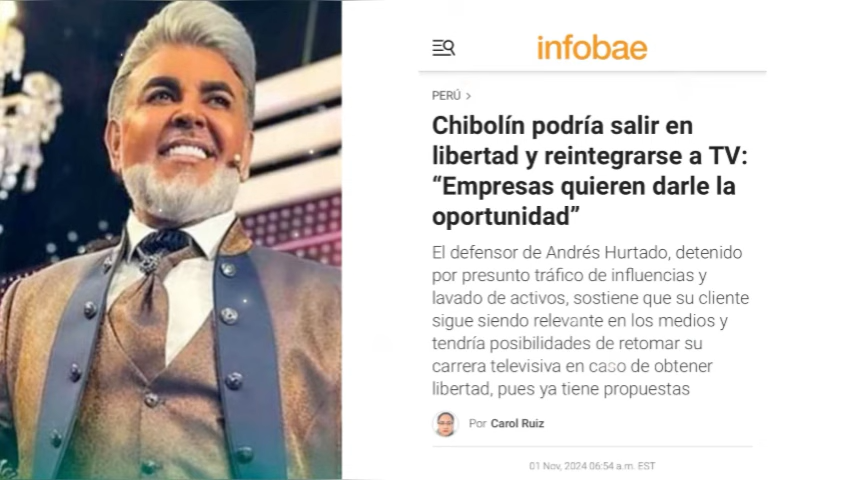 infobae
PERÚ >
Chibolín podría salir en
libertad y reintegrarse a TV:
“Empresas quieren darle la
oportunidad”
El defensor de Andrés Hurtado, detenido
por presunto tráfico de influencias y
lavado de activos, sostiene que su cliente
sigue siendo relevante en los medios y
tendría posibilidades de retomar su
carrera televisiva en caso de obtener
libertad, pues ya tiene propuestas
Por Carol Ruiz
01 Nov, 2024 06:54 a.m. EST